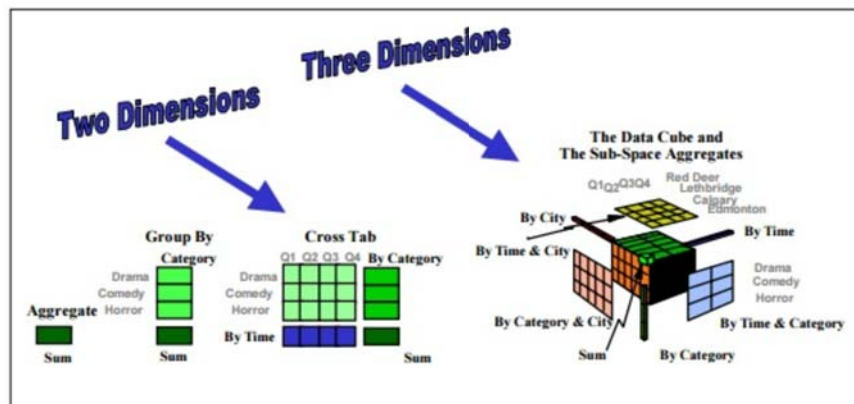 Two Dimensions
Three Dimensions
The Data Cube and
The Sub-Space Aggregates
Q1Q2Q3Q4
Red Deer
Lethbridge
Calgary
Edmonton
By City
By Time
By Time & City
Drama
Comedy
Horror
By Category & City
By Time & Category
Sum
By Category
Group By
Category
Drama
Comedy
Horror
Sum
Aggregate
Sum
Cross Tab
Q1 Q2 Q3 Q4
By Category
Drama
Comedy
Horror
By Time
Sum